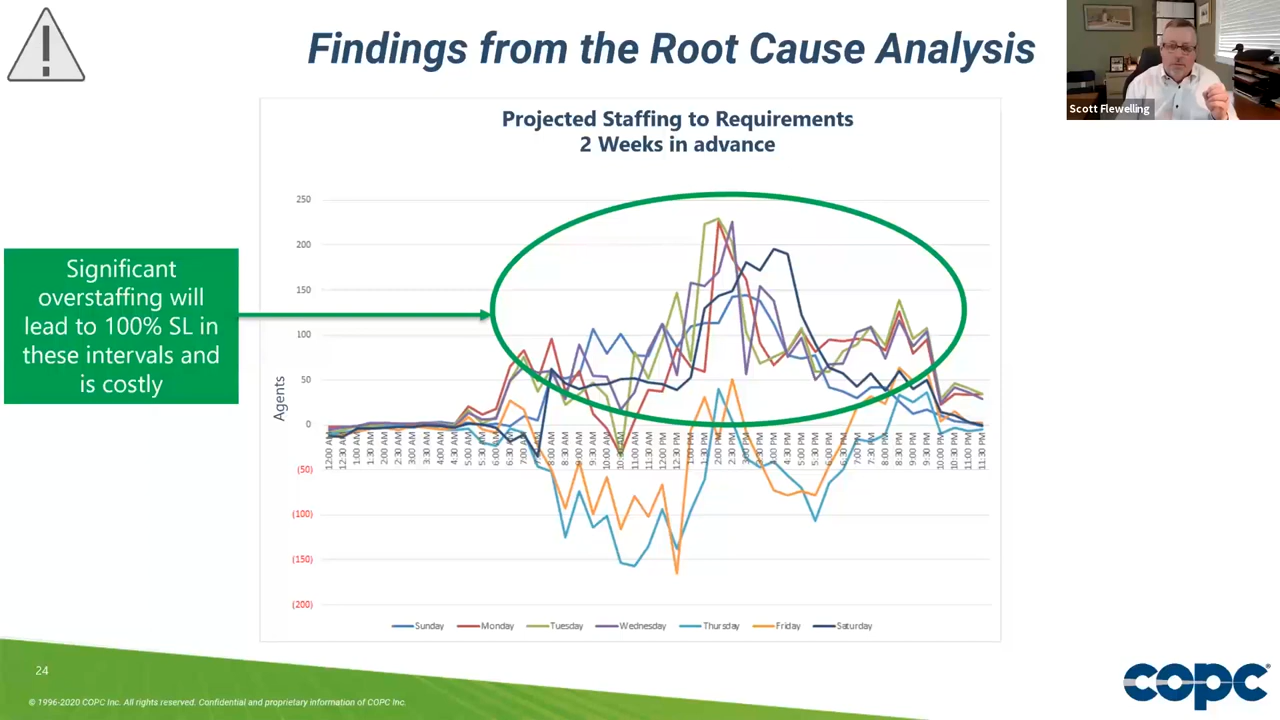 Findings from the Root Cause Analysis
Scott Flewelling
Projected Staffing to Requirements
2 Weeks in advance
Significant
overstaffing will
lead to 100% SL in
these intervals and
is costly
Agents
250
200
150
100
50
0
(50)
(100)
(150)
(200)
12:00 AM
12:30 AM
1:00 AM
1:30 AM
2:00 AM
2:30 AM
3:00 AM
3:30 AM
4:00 AM
4:30 AM
5:00 AM
5:30 AM
6:00 AM
6:30 AM
7:00 AM
7:30 AM
8:00 AM
8:30 AM
9:00 AM
9:30 AM
10:00 AM
11:00 AM
11:30 AM
12:00 PM
12:30 PM
1:00 PM
1:30 PM
2:00 PM
2:30 PM
3:30 PM
4:00 PM
4:30 PM
5:00 PM
5:30 PM
6:00 PM
6:30 PM
7:00 PM
7:30 PM
8:00 PM
8:30 PM
9:00 PM
9:30 PM
10:00 PM
10:30 PM
11:00 PM
11:30 PM
Sunday Monday Tuesday Wednesday Thursday Friday Saturday
24
© 1996-2020 COPC Inc. All rights reserved. Confidential and proprietary information of COPC Inc.
copc®